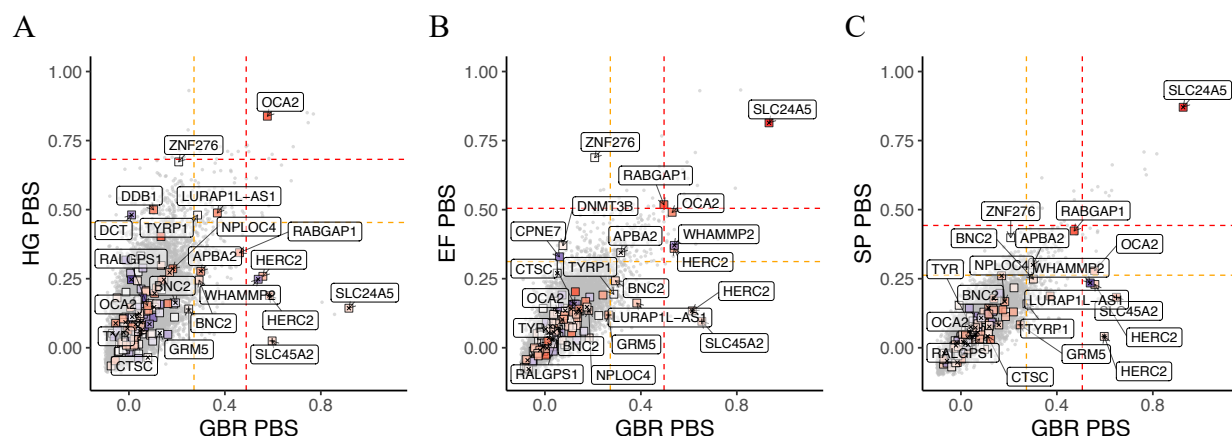 A
HG PBS
1.00
0.75
0.50
0.25
0.00
OCA2
ZNF276
DDB1
LURAP1L−AS1
DCT
TYRP1
NPLOC4
RABGAP1
RALGPS1
APBA2
HERC2
BNC2
WHAMMP2
SLC24A5
OCA2
BNC2
HERC2
TYR
GRM5
SLC45A2
CTSC
0.0
0.4
0.8
GBR PBS
B
EF PBS
1.00
0.75
0.50
0.25
0.00
SLC24A5
ZNF276
RABGAP1
DNMT3B
OCA2
CPNE7
APBA2
WHAMMP2
HERC2
CTSC
TYRP1
BNC2
HERC2
OCA2
LURAP1L−AS1
TYR
SLC45A2
BNC2
GRM5
RALGPS1
NPLOC4
0.0
0.4
0.8
GBR PBS
C
SP PBS
1.00
0.75
0.50
0.25
0.00
SLC24A5
ZNF276
RABGAP1
BNC2
APBA2
OCA2
TYR
NPLOC4
WHAMMP2
BNC2
LURAP1L−AS1
SLC45A2
OCA2
TYRP1
HERC2
RALGPS1
GRM5
CTSC
HERC2
0.0
0.4
0.8
GBR PBS